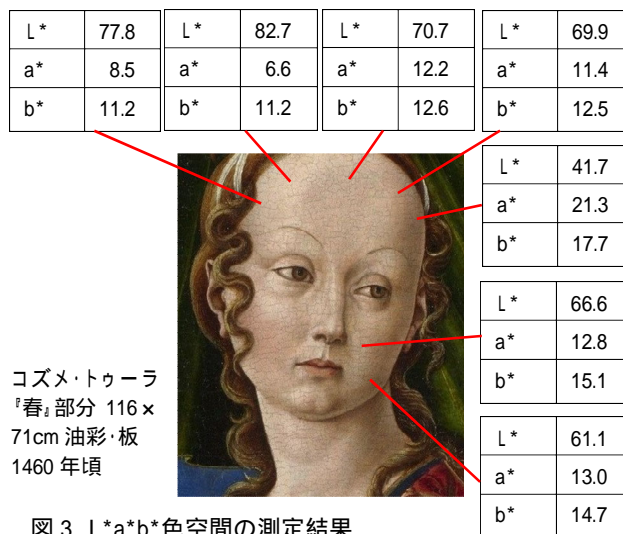 L* 77.8
a* 8.5
b* 11.2
L* 82.7
a* 6.6
b* 11.2
L* 70.7
a* 12.2
b* 12.6
L* 69.9
a* 11.4
b* 12.5
L* 41.7
a* 21.3
b* 17.7
L* 66.6
a* 12.8
b* 15.1
L* 61.1
a* 13.0
b* 14.7
コズメ・トゥーラ
『春』部分 116×
71cm 油彩・板
1460 年頃
図 3 L*a*b*色空間の測定結果